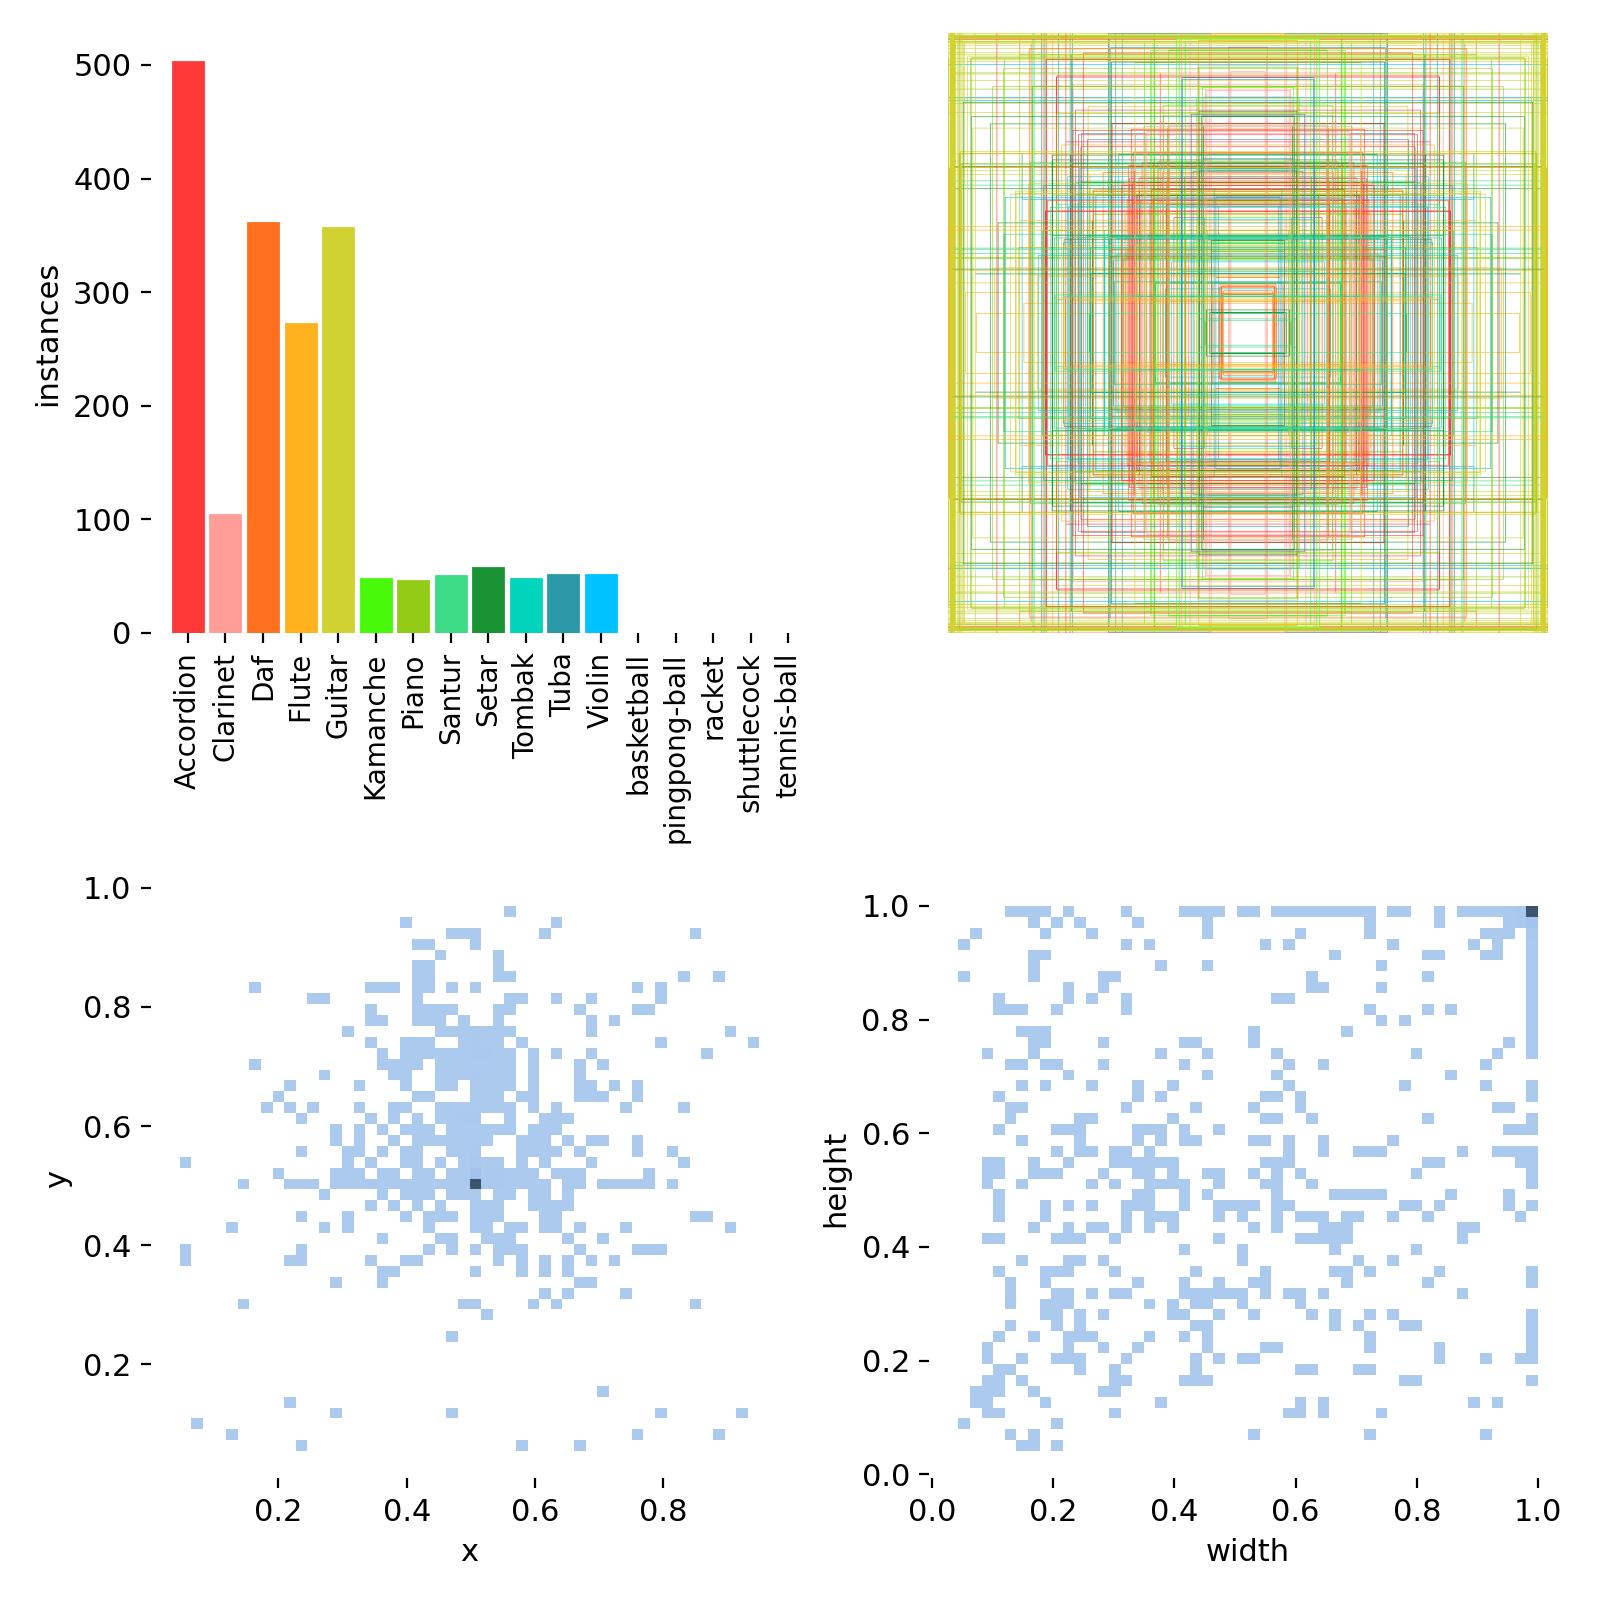 instances
500
400
300
200
100
0
Accordion
Clarinet
Daf
Flute
Guitar
Kamanche
Piano
Santur
Setar
Tombak
Tuba
Violin
basketball
pingpong-ball
racket
shuttlecock
tennis-ball
y
1.0
0.8
0.6
0.4
0.2
0.2 0.4 0.6 0.8
x
height
1.0
0.8
0.6
0.4
0.2
0.0
0.0 0.2 0.4 0.6 0.8 1.0
width